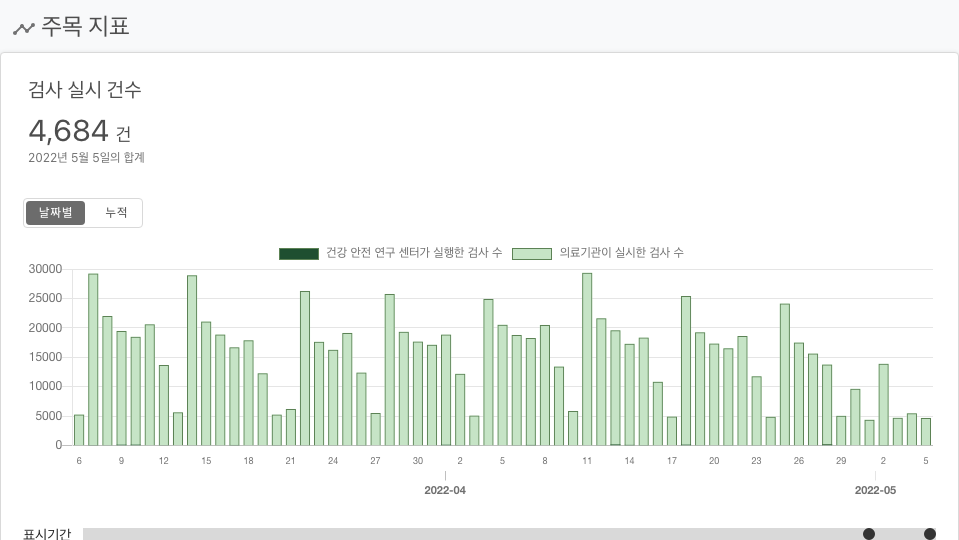 주목 지표
검사 실시 건수
4,684 건
2022년 5월 5일의 합계
날짜별 누적
건강 안전 연구 센터가 실행한 검사 수 의료기관이 실시한 검사 수
30000
25000
20000
15000
10000
5000
0
6 9 12 15 18 21 24 27 30 2 5 8 11 14 17 20 23 26 29 2 5
2022-04 2022-05
표시기간